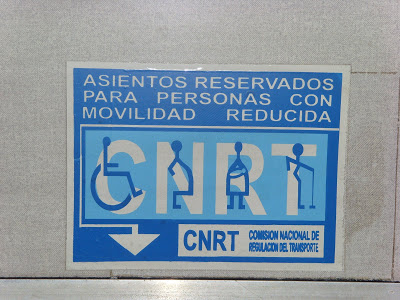 ASIENTOS RESERVADOS
PARA PERSONAS CON
MOVILIDAD REDUCIDA
CNRT
CNRT
COMISION NACIONAL DE
REGULACION DEL TRANSPORTE